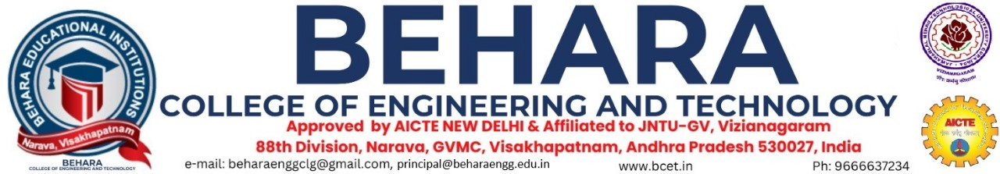 BEHARA EDUCATIONAL INSTITUTIONS
Narava, Visakhapatnam
BEHARA
COLLEGE OF ENGINEERING AND TECHNOLOGY
BEHARA
COLLEGE OF ENGINEERING AND TECHNOLOGY
Approved by AICTE NEW DELHI & Affiliated to JNTU-GV, Vizianagaram
88th Division, Narava, GVMC, Visakhapatnam, Andhra Pradesh 530027, India
e-mail: beharaenggclg@gmail.com, principal@beharaengg.edu.in www.bcet.in Ph: 9666637234
VIZIANAGARAM
AICTE